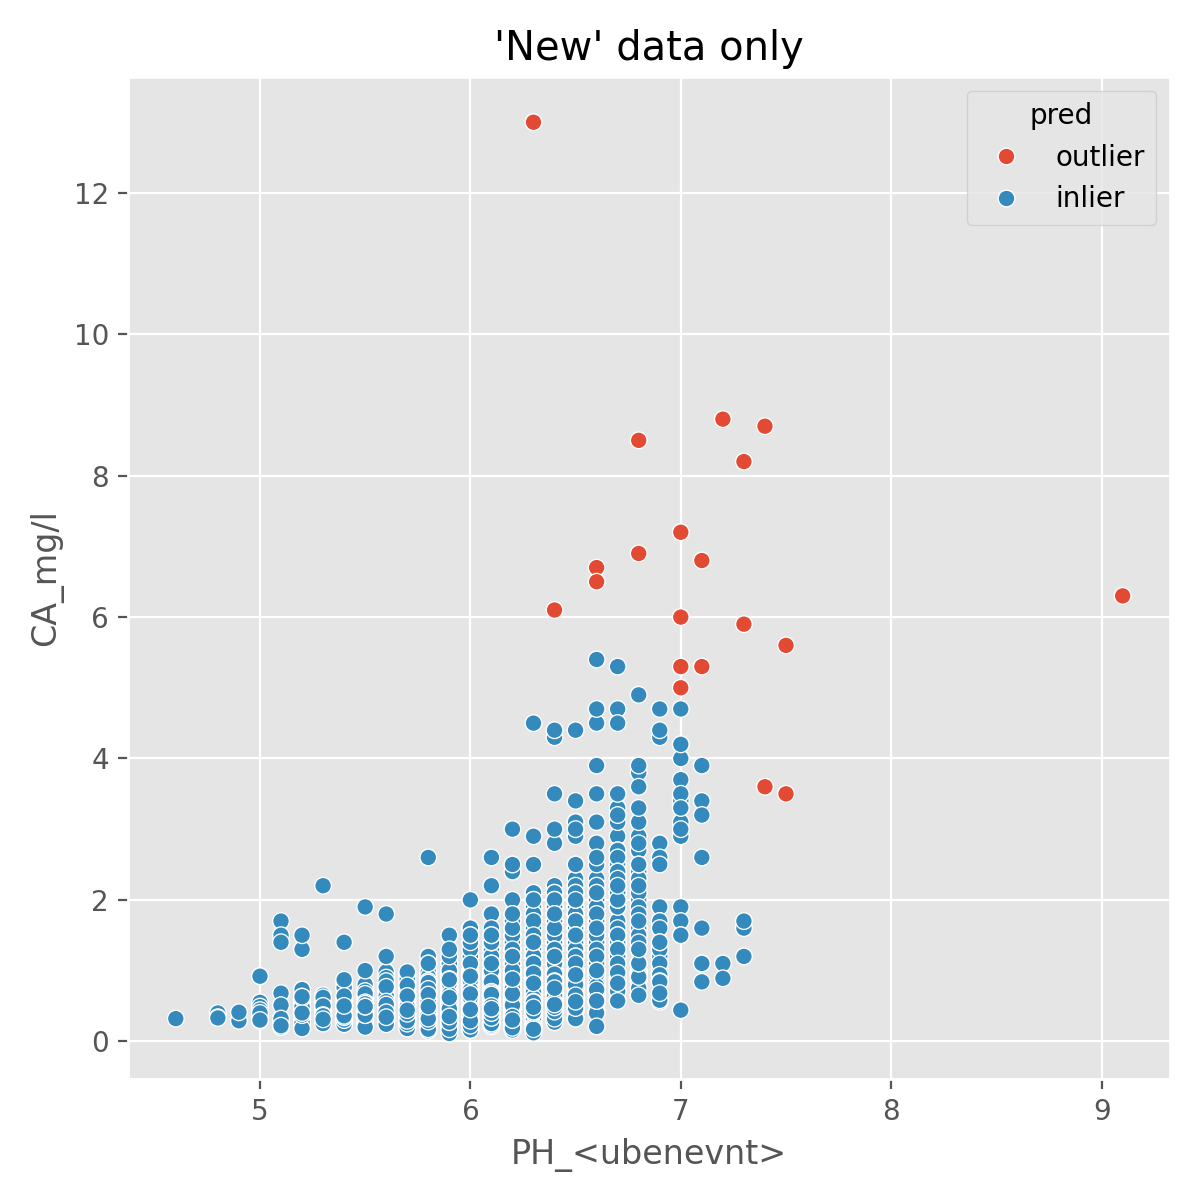 'New' data only
pred
outlier
inlier
12
10
8
6
4
2
0
CA_mg/l
5 6 7 8 9
PH_<ubenevnt>